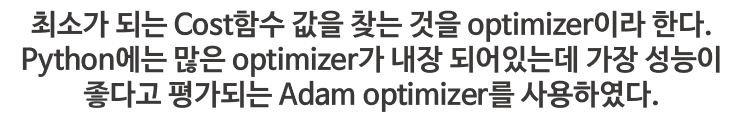 최소가 되는 Cost함수 값을 찾는 것을 optimizer이라 한다.
Python에는 많은 optimizer가 내장 되어있는데 가장 성능이
좋다고 평가되는 Adam optimizer를 사용하였다.